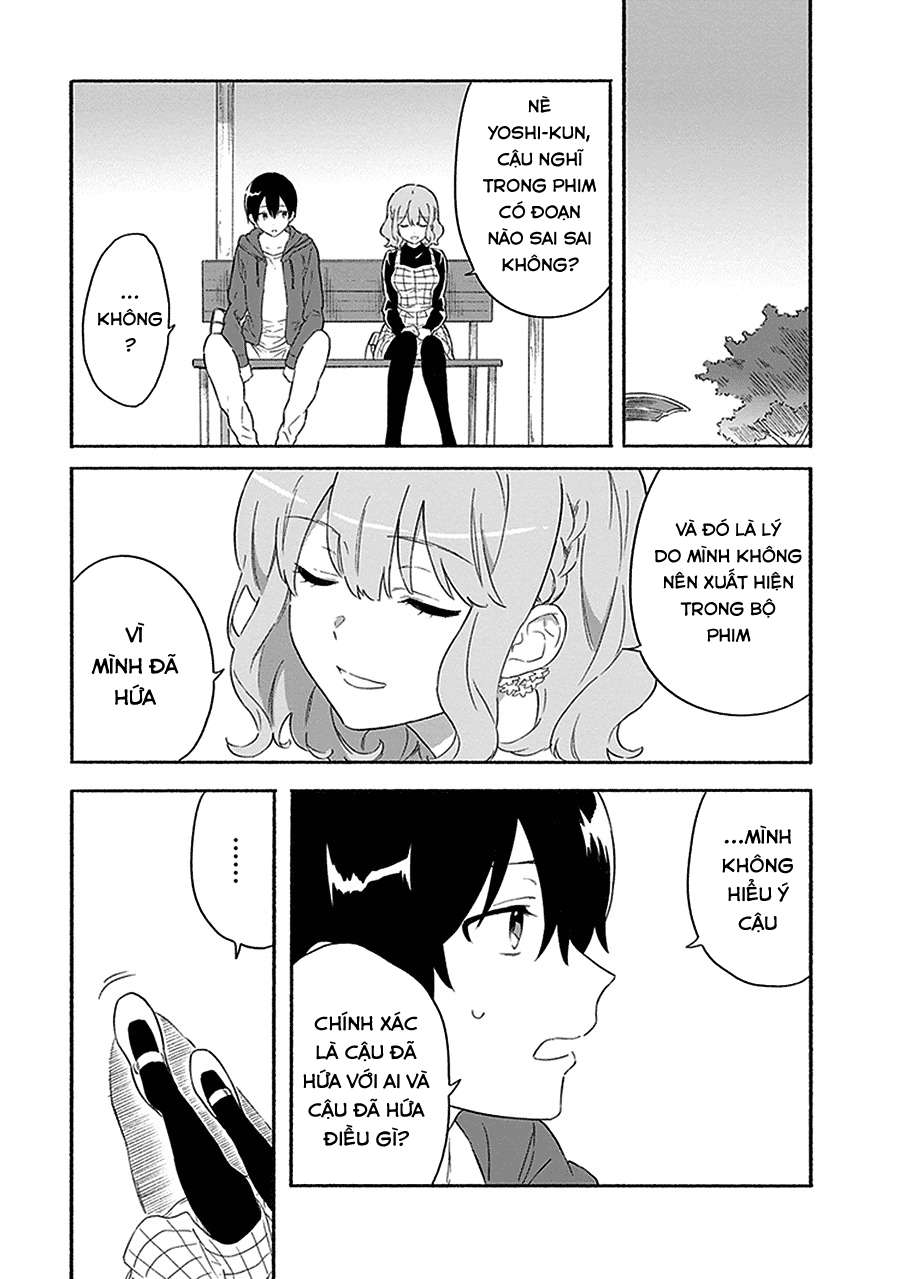 NÈ
YOSHI-KUN,
CẬU NGHĨ
TRONG PHIM
CÓ ĐOẠN
NÀO SAI SAI
KHÔNG?
...
KHÔNG
?
VÀ ĐÓ LÀ LÝ
DO MÌNH KHÔNG
NÊN XUẤT HIỆN
TRONG BỘ
PHIM
VÌ
MÌNH ĐÃ
HỨA
...MÌNH
KHÔNG
HIỂU Ý
CẬU
CHÍNH XÁC
LÀ CẬU ĐÃ
HỨA VỚI AI VÀ
CẬU ĐÃ HỨA
ĐIỀU GÌ?
......